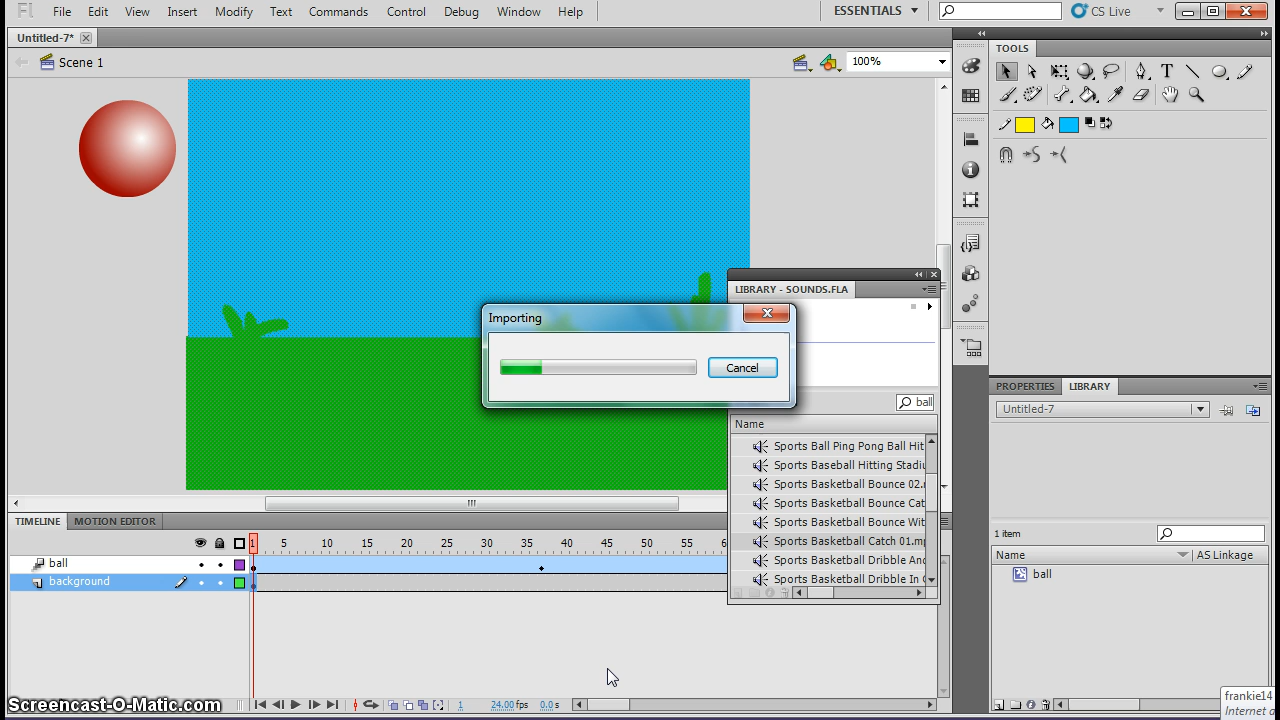 Fl File Edit View Insert Modify Text Commands Control Debug Window Help ESSENTIALS CS Live
Untitled-7*
Scene 1 100%
TOOLS
T
LIBRARY - SOUNDS.FLA
Importing
Cancel
ball
Name
Sports Ball Ping Pong Ball Hit
Sports Baseball Hitting Stadiu
Sports Basketball Bounce 02.
Sports Basketball Bounce Cat
Sports Basketball Bounce Wit
Sports Basketball Catch 01.mp
Sports Basketball Dribble And
Sports Basketball Dribble In G
PROPERTIES LIBRARY
Untitled-7
1 item
Name AS Linkage
ball
TIMELINE MOTION EDITOR
1 5 10 15 20 25 30 35 40 45 50 55
ball
background
1 24.00 fps 0.0 s
Screencast-O-Matic.com
frankie14
Internet a